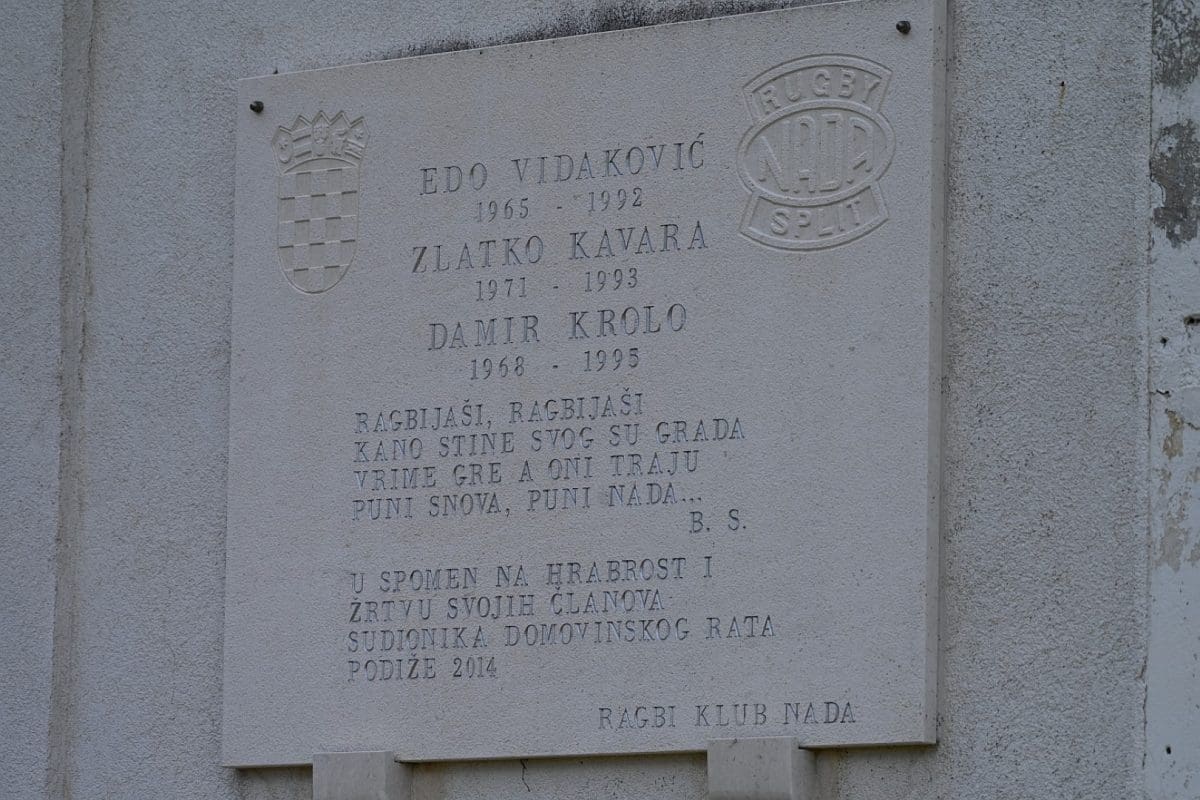 RUGBY
NADA
SPLIT
EDO VIDAKOVIĆ
1965 - 1992
ZLATKO KAVARA
1971 - 1993
DAMIR KROLO
1968 - 1995
RAGBIJAŠI, RAGBIJAŠI
KANO STINE SVOG SU GRADA
VRIME GRE A ONI TRAJU
PUNI SNOVA, PUNI NADA...
B. S.
U SPOMEN NA HRABROST I
ŽRTVU SVOJIH ČLANOVA
SUDIONIKA DOMOVINSKOG RATA
PODIŽE 2014
RAGBI KLUB NADA